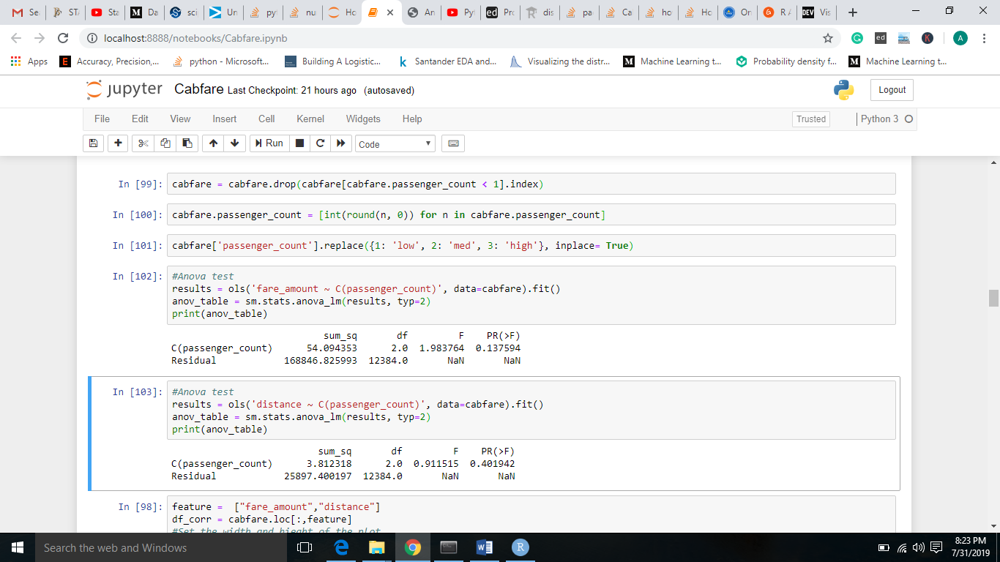 Se
STA
Sta
Da
sci
Un
pyt
nu
Ho
An
Pyt
ed Pro
dis
pa
Ca
ho
Ho
On
R A
DEV Vis
localhost:8888/notebooks/Cabfare.ipynb
ed
K
A
Apps E Accuracy, Precision,... python - Microsoft... Building A Logistic... k Santander EDA and... Visualizing the distr... M Machine Learning t... Probability density f... M Machine Learning t...
jupyter Cabfare Last Checkpoint: 21 hours ago (autosaved) Logout
File Edit View Insert Cell Kernel Widgets Help Trusted Python 3
Run Code
In [99]: cabfare = cabfare.drop(cabfare[cabfare.passenger_count < 1].index)
In [100]: cabfare.passenger_count = [int(round(n, 0)) for n in cabfare.passenger_count]
In [101]: cabfare['passenger_count'].replace({1: 'low', 2: 'med', 3: 'high'}, inplace= True)
In [102]: #Anova test
results = ols('fare_amount ~ C(passenger_count)', data=cabfare).fit()
anov_table = sm.stats.anova_lm(results, typ=2)
print(anov_table)
sum_sq df F PR(>F)
C(passenger_count) 54.094353 2.0 1.983764 0.137594
Residual 168846.825993 12384.0 NaN NaN
In [103]: #Anova test
results = ols('distance ~ C(passenger_count)', data=cabfare).fit()
anov_table = sm.stats.anova_lm(results, typ=2)
print(anov_table)
sum_sq df F PR(>F)
C(passenger_count) 3.812318 2.0 0.911515 0.401942
Residual 25897.400197 12384.0 NaN NaN
In [98]: feature = ["fare_amount","distance"]
df_corr = cabfare.loc[:,feature]
#Set the width and hieght of the plot
Search the web and Windows
8:23 PM
7/31/2019